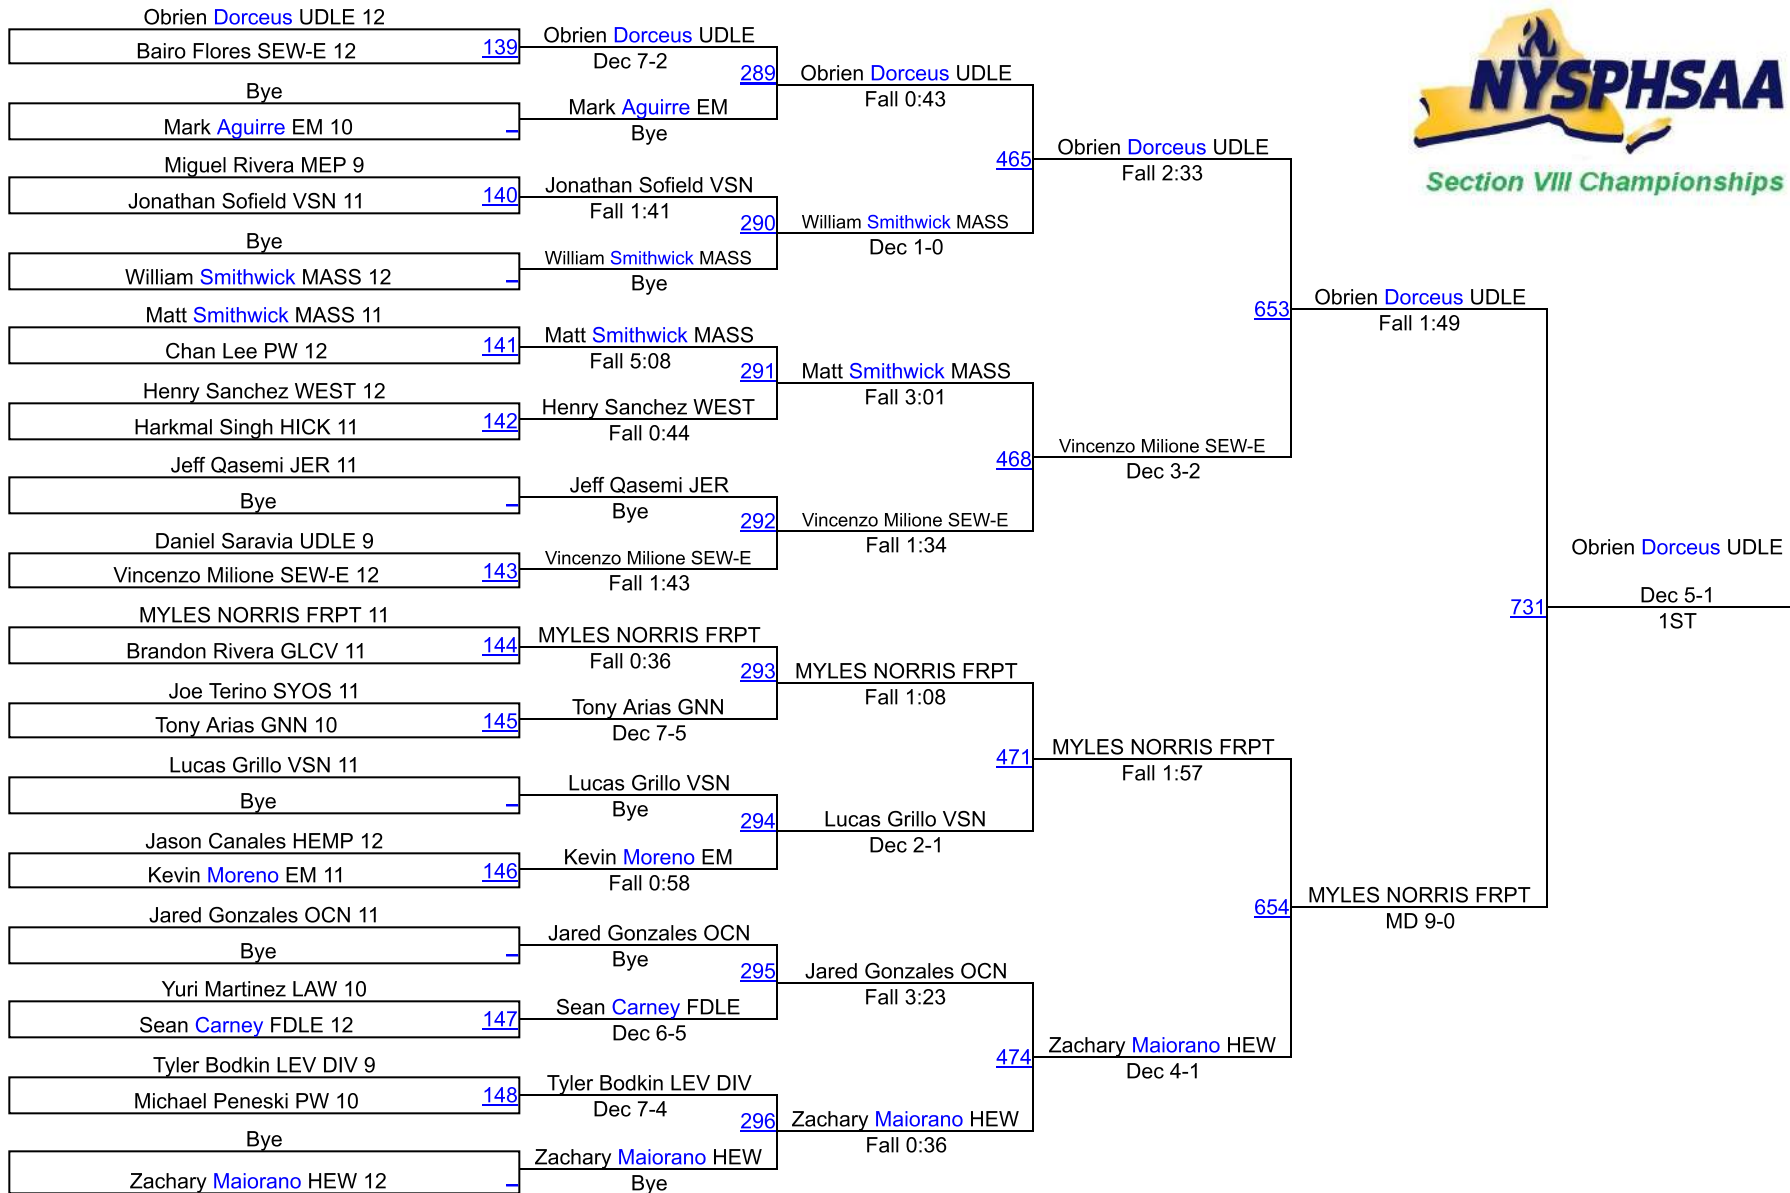 Obrien Dorceus UDLE 12
Bairo Flores SEW-E 12
139
Bye
Mark Aguirre EM 10
Miguel Rivera MEP 9
Jonathan Sofield VSN 11
140
Bye
William Smithwick MASS 12
Matt Smithwick MASS 11
Chan Lee PW 12
141
Henry Sanchez WEST 12
Harkmal Singh HICK 11
142
Jeff Qasemi JER 11
Bye
Daniel Saravia UDLE 9
Vincenzo Milione SEW-E 12
143
MYLES NORRIS FRPT 11
Brandon Rivera GLCV 11
144
Joe Terino SYOS 11
Tony Arias GNN 10
145
Lucas Grillo VSN 11
Bye
Jason Canales HEMP 12
Kevin Moreno EM 11
146
Jared Gonzales OCN 11
Bye
Yuri Martinez LAW 10
Sean Carney FDLE 12
147
Tyler Bodkin LEV DIV 9
Michael Peneski PW 10
148
Bye
Zachary Maiorano HEW 12
Obrien Dorceus UDLE
Dec 7-2
289
Mark Aguirre EM
Bye
Jonathan Sofield VSN
Fall 1:41
290
William Smithwick MASS
Bye
Matt Smithwick MASS
Fall 5:08
291
Henry Sanchez WEST
Fall 0:44
Jeff Qasemi JER
Bye
292
Vincenzo Milione SEW-E
Fall 1:43
MYLES NORRIS FRPT
Fall 0:36
293
Tony Arias GNN
Dec 7-5
Lucas Grillo VSN
Bye
294
Kevin Moreno EM
Fall 0:58
Jared Gonzales OCN
Bye
295
Sean Carney FDLE
Dec 6-5
Tyler Bodkin LEV DIV
Dec 7-4
296
Zachary Maiorano HEW
Bye
Obrien Dorceus UDLE
Fall 0:43
465
William Smithwick MASS
Dec 1-0
Matt Smithwick MASS
Fall 3:01
468
Vincenzo Milione SEW-E
Fall 1:34
MYLES NORRIS FRPT
Fall 1:08
471
Lucas Grillo VSN
Dec 2-1
Jared Gonzales OCN
Fall 3:23
474
Zachary Maiorano HEW
Fall 0:36
Obrien Dorceus UDLE
Fall 2:33
653
Vincenzo Milione SEW-E
Dec 3-2
MYLES NORRIS FRPT
Fall 1:57
654
Zachary Maiorano HEW
Dec 4-1
Obrien Dorceus UDLE
Fall 1:49
731
MYLES NORRIS FRPT
MD 9-0
Obrien Dorceus UDLE
Dec 5-1
1ST
NYSPHSAA
Section VIII Championships